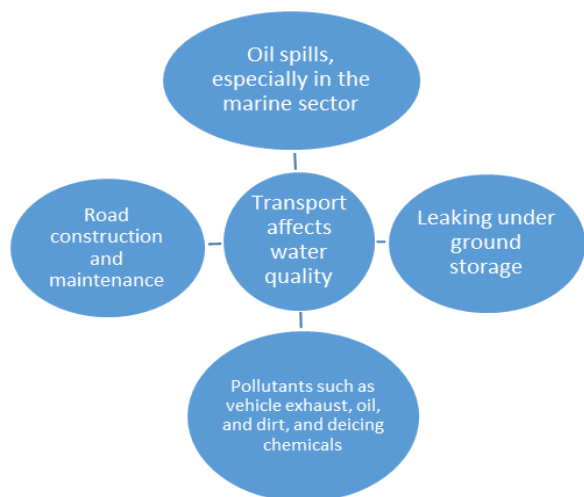 Oil spills,
especially in the
marine sector
Road
construction
and
maintenance
Transport
affects
water
quality
Leaking under
ground
storage
Pollutants such as
vehicle exhaust, oil,
and dirt, and deicing
chemicals